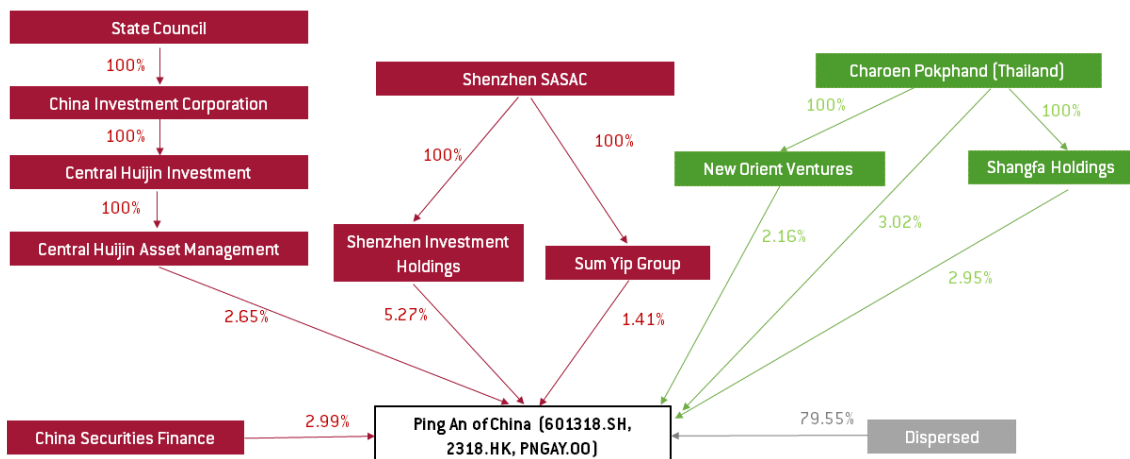 State Council
100%
China Investment Corporation
100%
Central Huijin Investment
100%
Central Huijin Asset Management
2.65%
Shenzhen SASAC
100%
100%
Shenzhen Investment
Holdings
Sum Yip Group
5.27%
1.41%
Charoen Pokphand (Thailand)
100%
100%
New Orient Ventures
Shangfa Holdings
2.16%
3.02%
2.95%
China Securities Finance
2.99%
Ping An of China (601318.SH,
2318.HK, PNGAY.OO)
79.55%
Dispersed